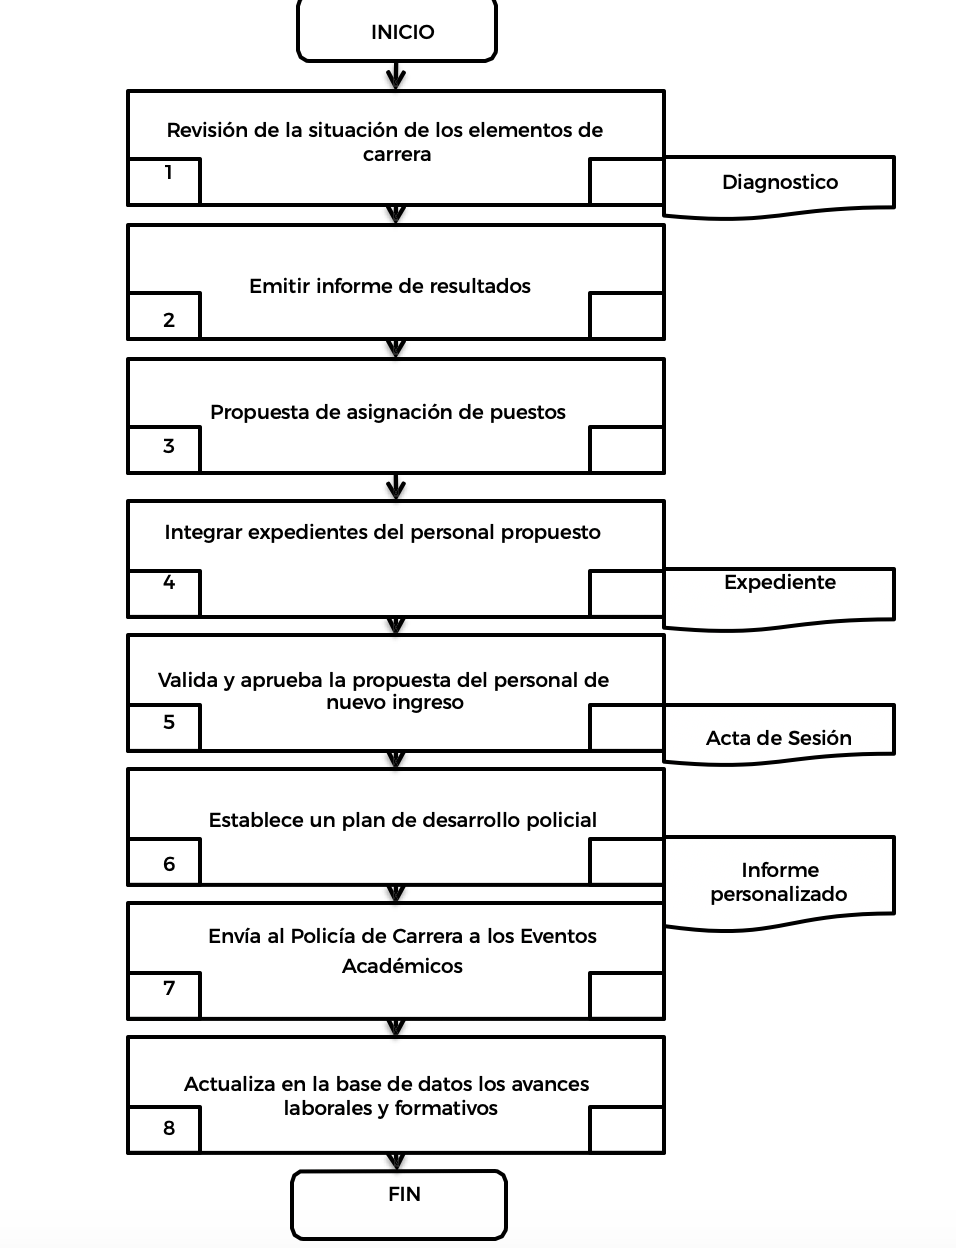 INICIO
Revisión de la situación de los elementos de
carrera
1
Diagnostico
Emitir informe de resultados
2
Propuesta de asignación de puestos
3
Integrar expedientes del personal propuesto
4
Expediente
Valida y aprueba la propuesta del personal de
nuevo ingreso
5
Acta de Sesión
Establece un plan de desarrollo policial
6
Informe
personalizado
Envía al Policía de Carrera a los Eventos
Académicos
7
Actualiza en la base de datos los avances
laborales y formativos
8
FIN